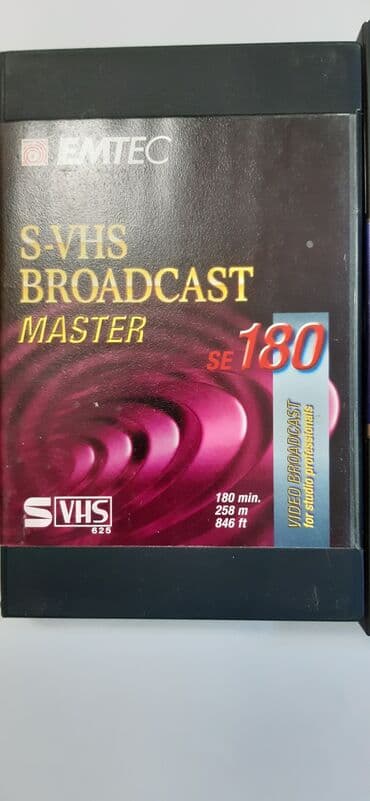 EMTEC
S-VHS
BROADCAST
MASTER
SE 180
VIDEO BROADCAST
for studio professionals
180 min.
258 m
846 ft
S VHS
625